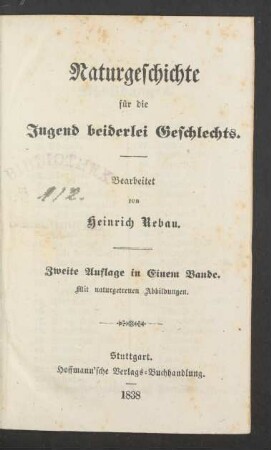 Naturgeschichte
für die
Jugend beiderlei Geschlechts.
912.
Bearbeitet
von
Heinrich Rebau.
Zweite Auflage in Einem Bande.
Mit naturgetreuen Abbildungen.
Stuttgart.
Hoffmann'sche Verlags-Buchhandlung.
1838